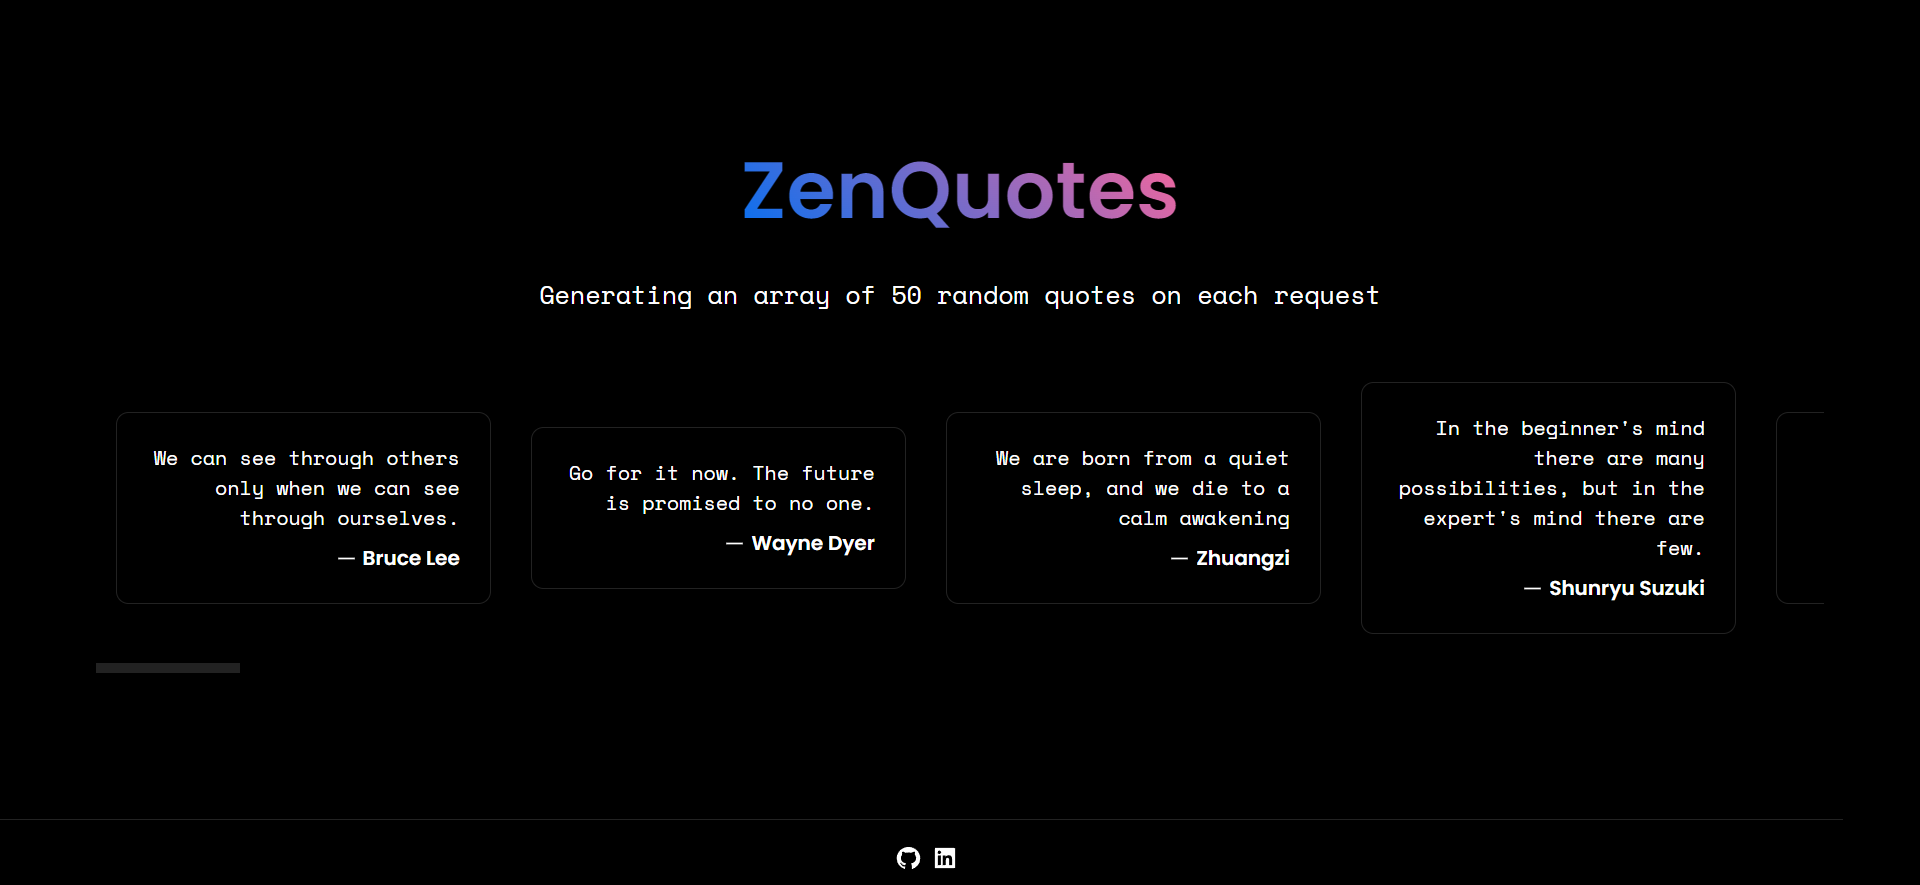 ZenQuotes
Generating an array of 50 random quotes on each request
We can see through others
only when we can see
through ourselves.
— Bruce Lee
Go for it now. The future
is promised to no one.
— Wayne Dyer
We are born from a quiet
sleep, and we die to a
calm awakening
— Zhuangzi
In the beginner's mind
there are many
possibilities, but in the
expert's mind there are
few.
— Shunryu Suzuki